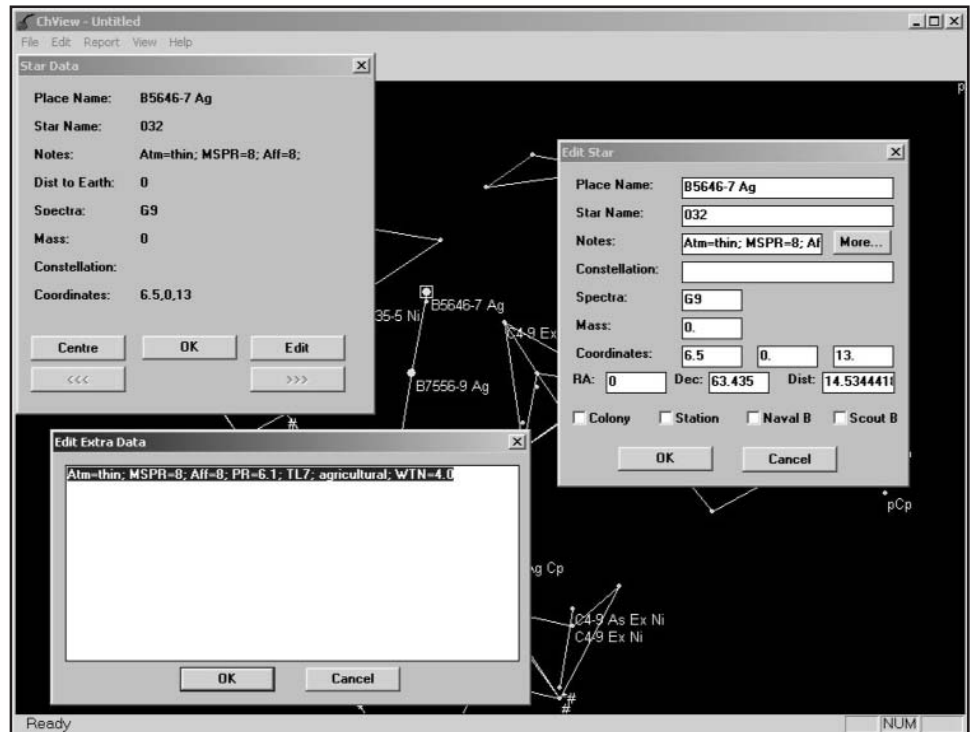 ChView - Untitled
File Edit Report View Help
Star Data
Place Name: B5646-7 Ag
Star Name: 032
Notes: Atm=thin; MSPR=8; Aff=8;
Dist to Earth: 0
Spectra: G9
Mass: 0
Constellation:
Coordinates: 6.5,0,13
Centre OK Edit
<<< >>>
p
Edit Star
Place Name: B5646-7 Ag
Star Name: 032
Notes: Atm=thin; MSPR=8; Af More...
Constellation:
Spectra: G9
Mass: 0.
Coordinates: 6.5 0. 13.
RA: 0 Dec: 63.435 Dist: 14.534441
Colony Station Naval B Scout B
OK Cancel
B5646-7 Ag
35-5 Ni
C4-9 Ex
B7556-9 Ag
#
Edit Extra Data
Atm=thin; MSPR=8; Aff=8; PR=6.1; TL7; agricultural; WTN=4.0
OK Cancel
pCp
Ag Cp
C4-9 As Ex Ni
C4-9 Ex Ni
#
#
Ready NUM